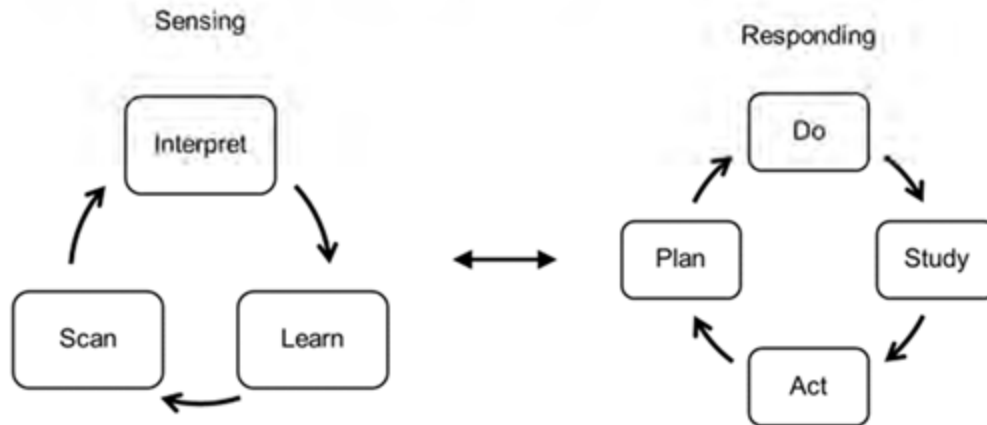 Sensing
Responding
Interpret
Do
Scan
Learn
Plan
Study
Act